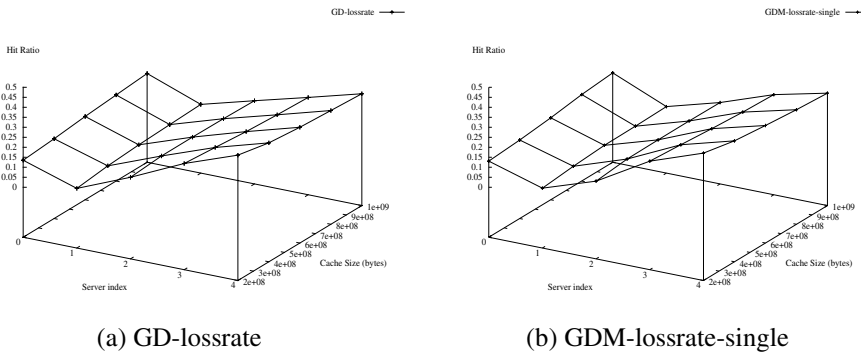 GD-lossrate
Hit Ratio
0.5
0.45
0.4
0.35
0.3
0.25
0.2
0.15
0.1
0.05
0
0
1
2
3
4
Server index
2e+08
3e+08
4e+08
5e+08
6e+08
7e+08
8e+08
9e+08
1e+09
Cache Size (bytes)
(a) GD-lossrate
GDM-lossrate-single
Hit Ratio
0.5
0.45
0.4
0.35
0.3
0.25
0.2
0.15
0.1
0.05
0
0
1
2
3
4
Server index
2e+08
3e+08
4e+08
5e+08
6e+08
7e+08
8e+08
9e+08
1e+09
Cache Size (bytes)
(b) GDM-lossrate-single